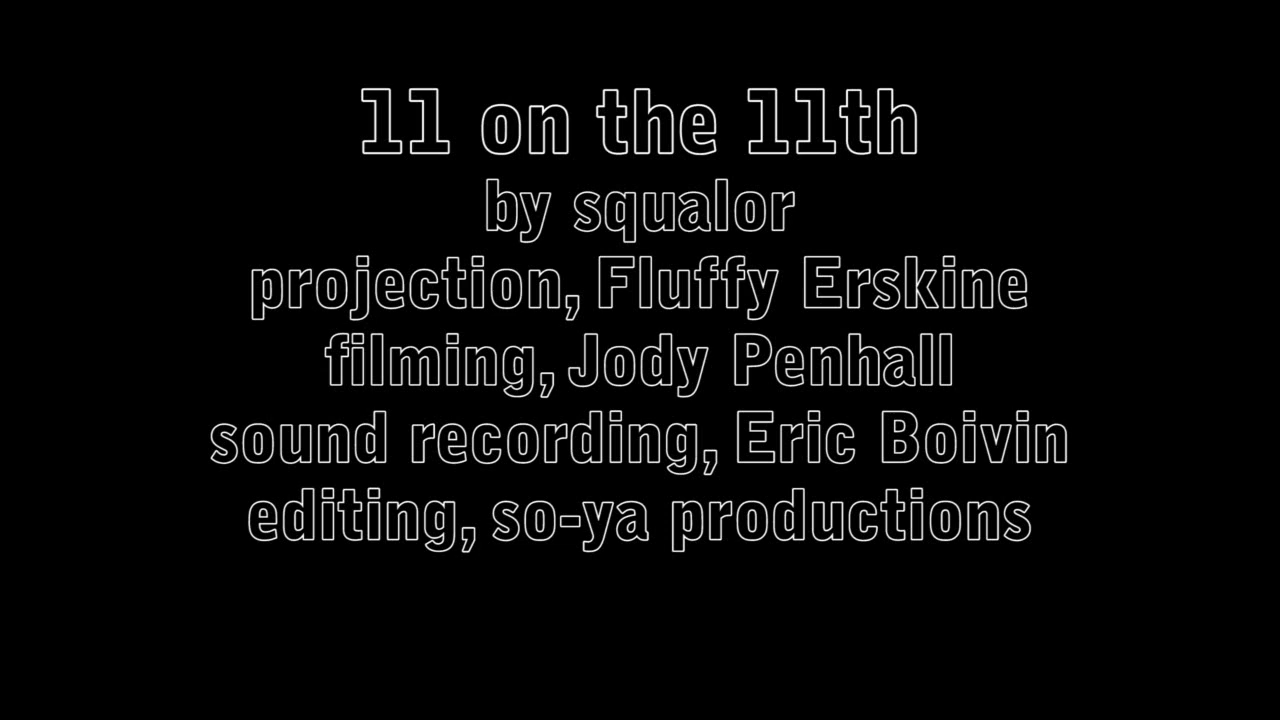 11 on the 11th
by squalor
projection, Fluffy Erskine
filming, Jody Penhall
sound recording, Eric Boivin
editing, so-ya productions